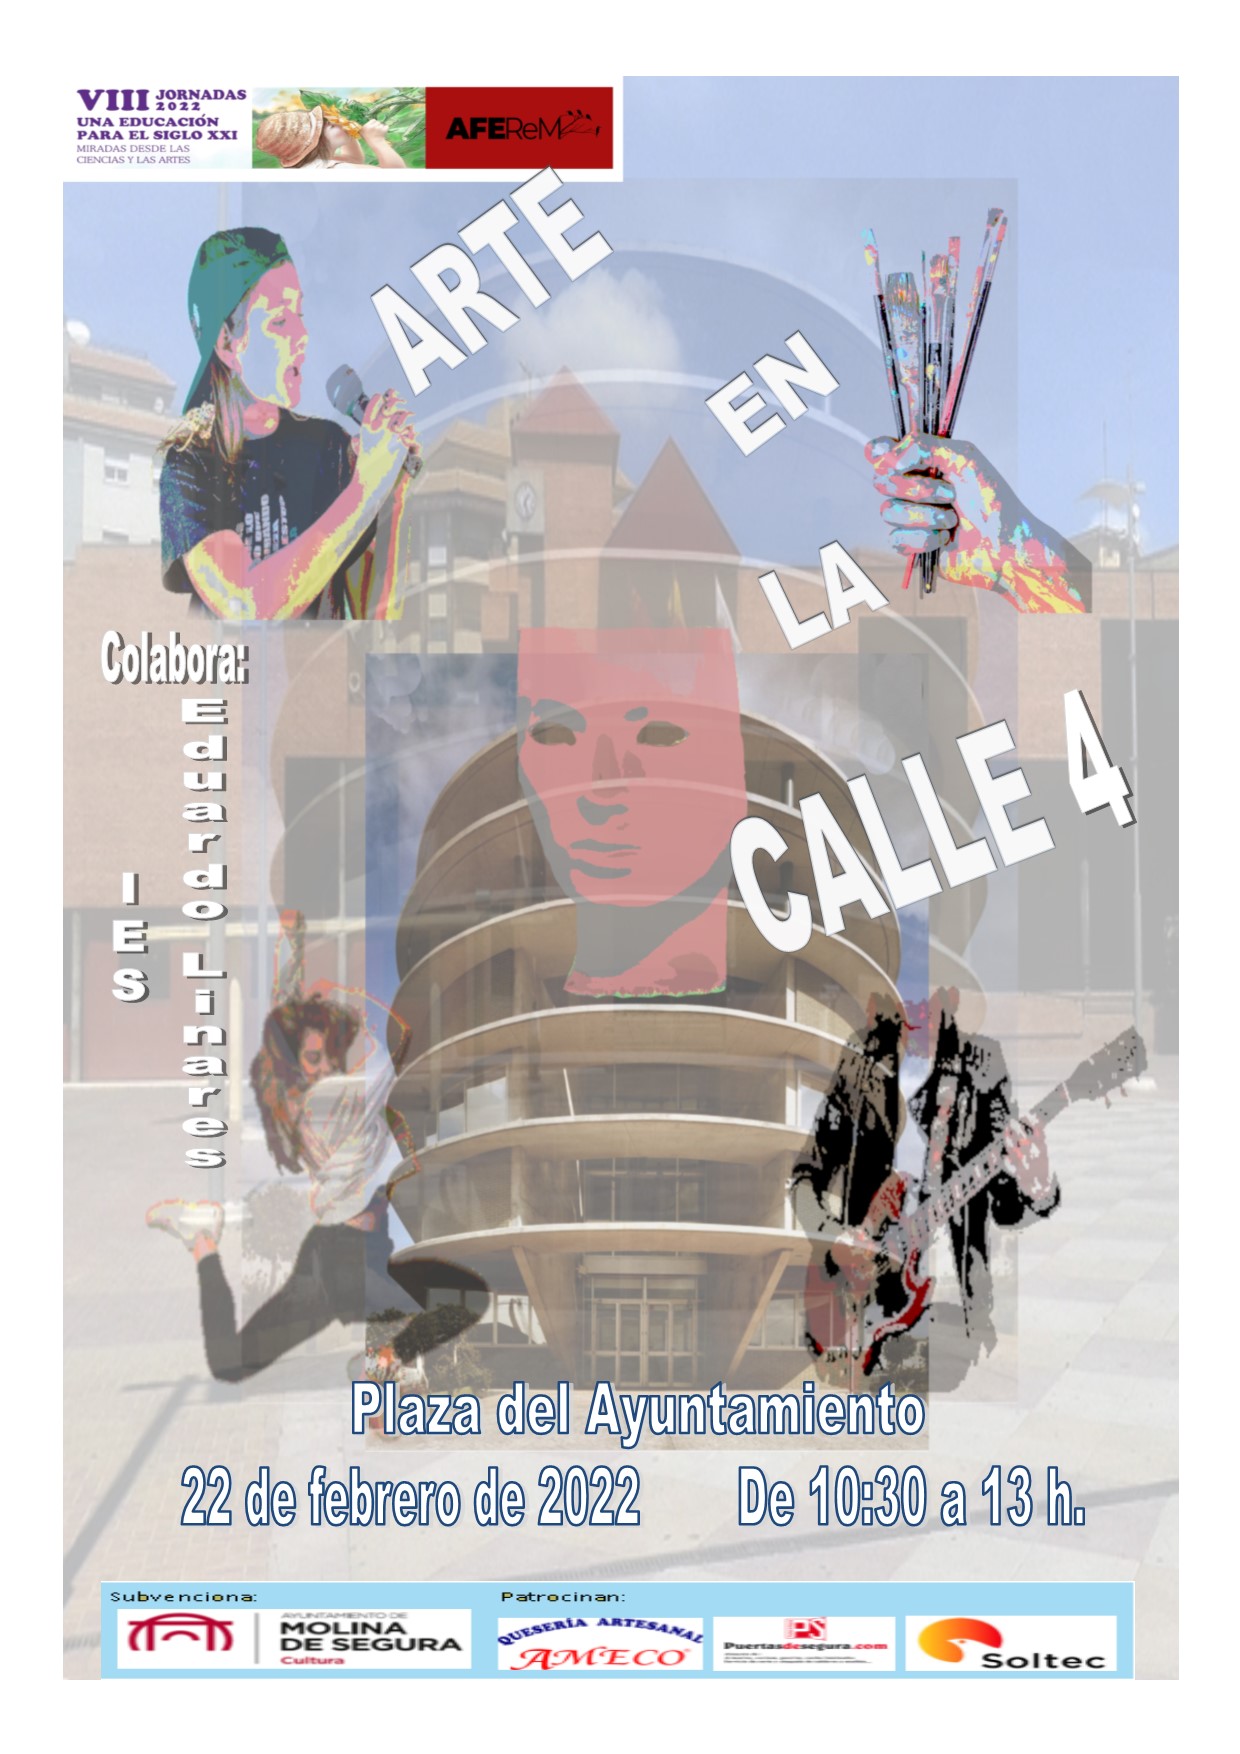 VIII JORNADAS
2022
UNA EDUCACIÓN
PARA EL SIGLO XXI
MIRADAS DESDE LAS
CIENCIAS Y LAS ARTES
AFEReM
ARTE
EN
LA
CALLE 4
Colabora:
IES
Eduardo Linares
Plaza del Ayuntamiento
22 de febrero de 2022 De 10:30 a 13 h.
Subvenciona: Patrocinan:
AYUNTAMIENTO DE
MOLINA
DE SEGURA
Cultura
QUESERÍA ARTESANAL
AMECO®
PS
Puertasdesegura.com
Soltec